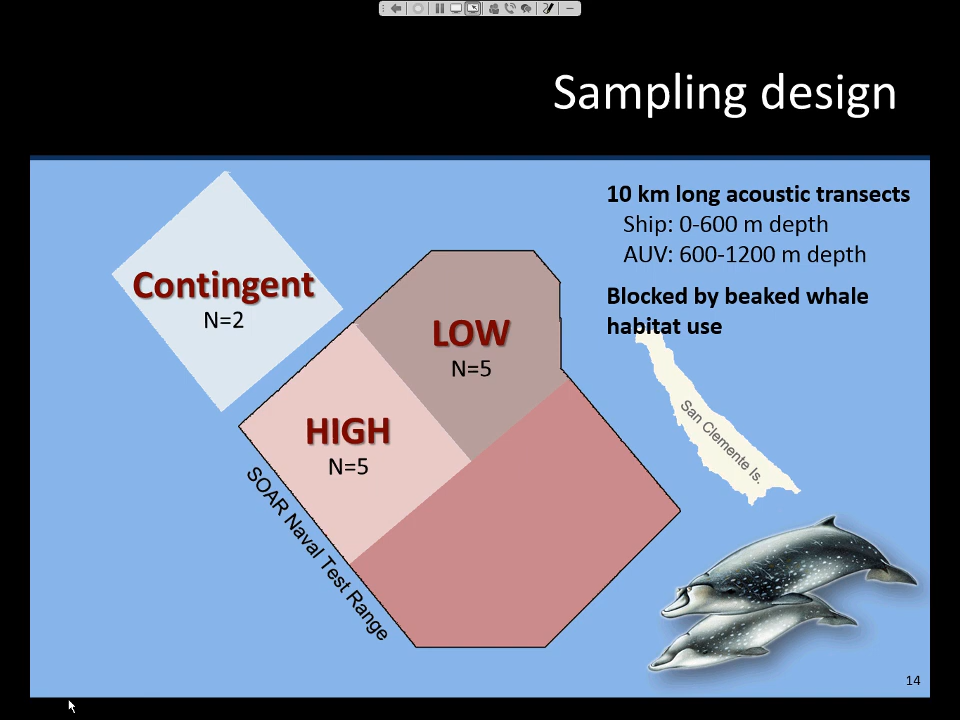 Sampling design
10 km long acoustic transects
Ship: 0-600 m depth
AUV: 600-1200 m depth
Blocked by beaked whale
habitat use
Contingent
N=2
LOW
N=5
HIGH
N=5
San Clemente Is.
SOAR Naval Test Range
14